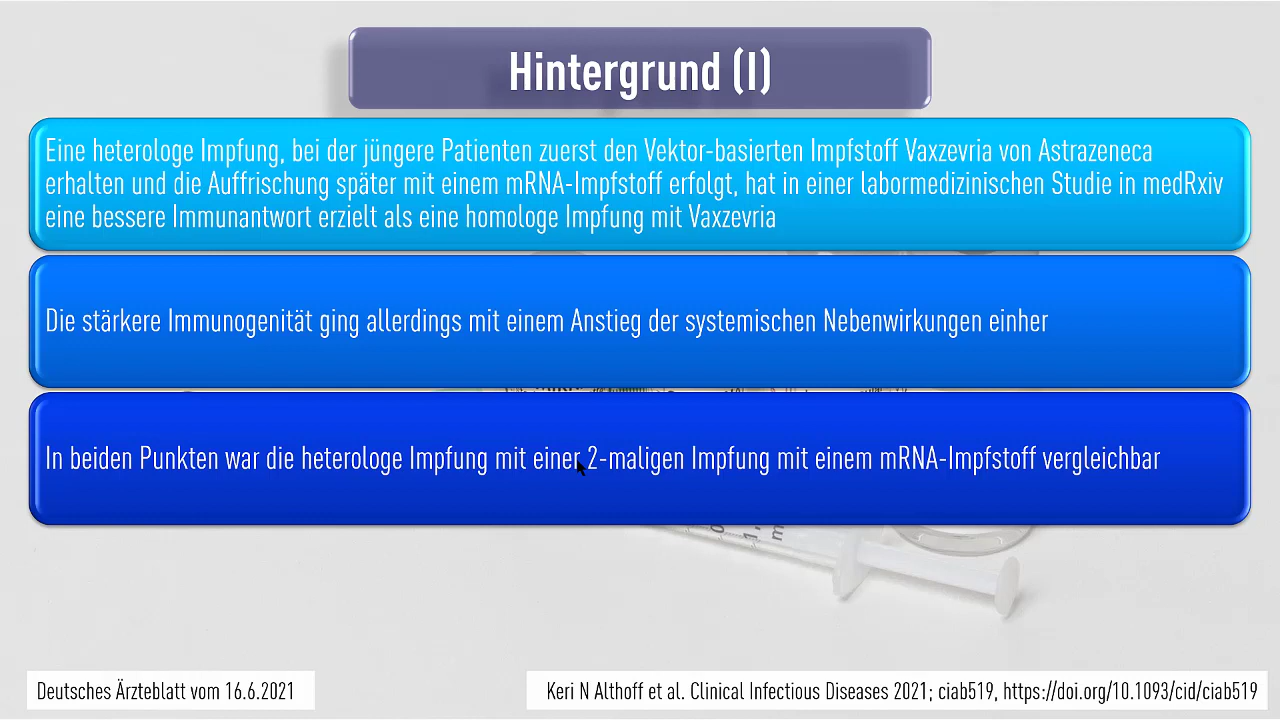 Hintergrund (I)
Eine heterologe Impfung, bei der jüngere Patienten zuerst den Vektor-basierten Impfstoff Vaxzevria von Astrazeneca
erhalten und die Auffrischung später mit einem mRNA-Impfstoff erfolgt, hat in einer labormedizinischen Studie in medRxiv
eine bessere Immunantwort erzielt als eine homologe Impfung mit Vaxzevria
Die stärkere Immunogenität ging allerdings mit einem Anstieg der systemischen Nebenwirkungen einher
In beiden Punkten war die heterologe Impfung mit einer 2-maligen Impfung mit einem mRNA-Impfstoff vergleichbar
Deutsches Ärzteblatt vom 16.6.2021
Keri N Althoff et al. Clinical Infectious Diseases 2021; ciab519, https://doi.org/10.1093/cid/ciab519